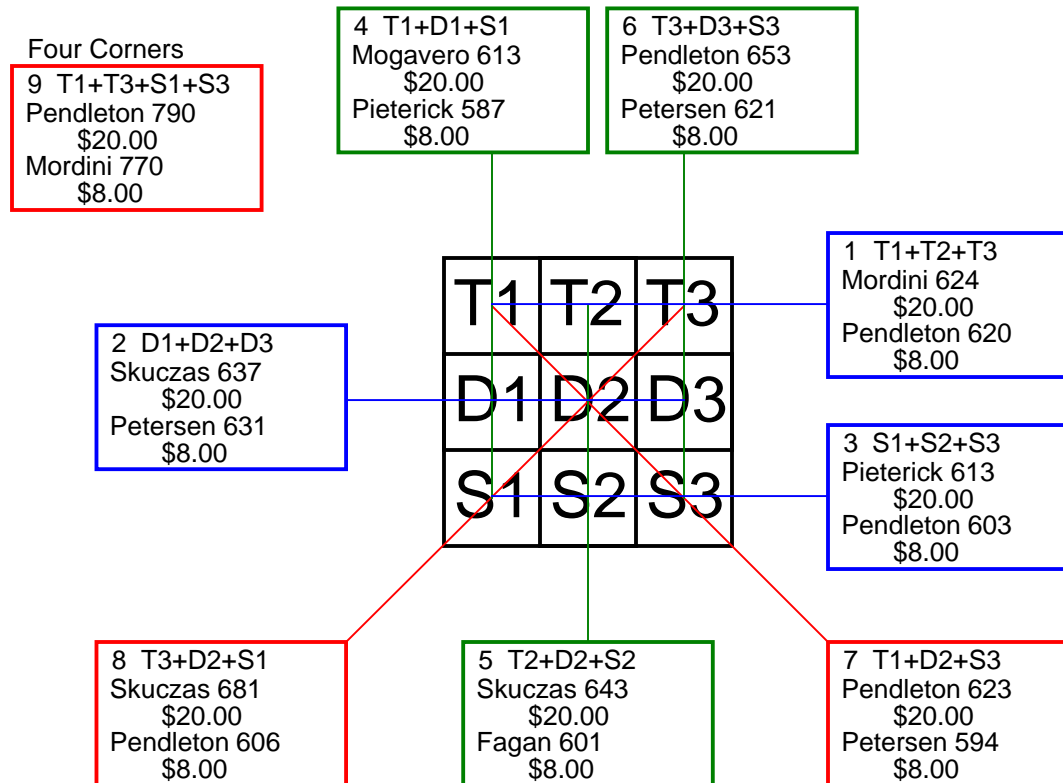 4 T1+D1+S1
Mogavero 613
$20.00
Pieterick 587
$8.00
6 T3+D3+S3
Pendleton 653
$20.00
Petersen 621
$8.00
Four Corners
9 T1+T3+S1+S3
Pendleton 790
$20.00
Mordini 770
$8.00
1 T1+T2+T3
Mordini 624
$20.00
Pendleton 620
$8.00
T1 T2 T3
2 D1+D2+D3
Skuczas 637
$20.00
Petersen 631
$8.00
D1 D2 D3
3 S1+S2+S3
Pieterick 613
$20.00
Pendleton 603
$8.00
S1 S2 S3
8 T3+D2+S1
Skuczas 681
$20.00
Pendleton 606
$8.00
5 T2+D2+S2
Skuczas 643
$20.00
Fagan 601
$8.00
7 T1+D2+S3
Pendleton 623
$20.00
Petersen 594
$8.00